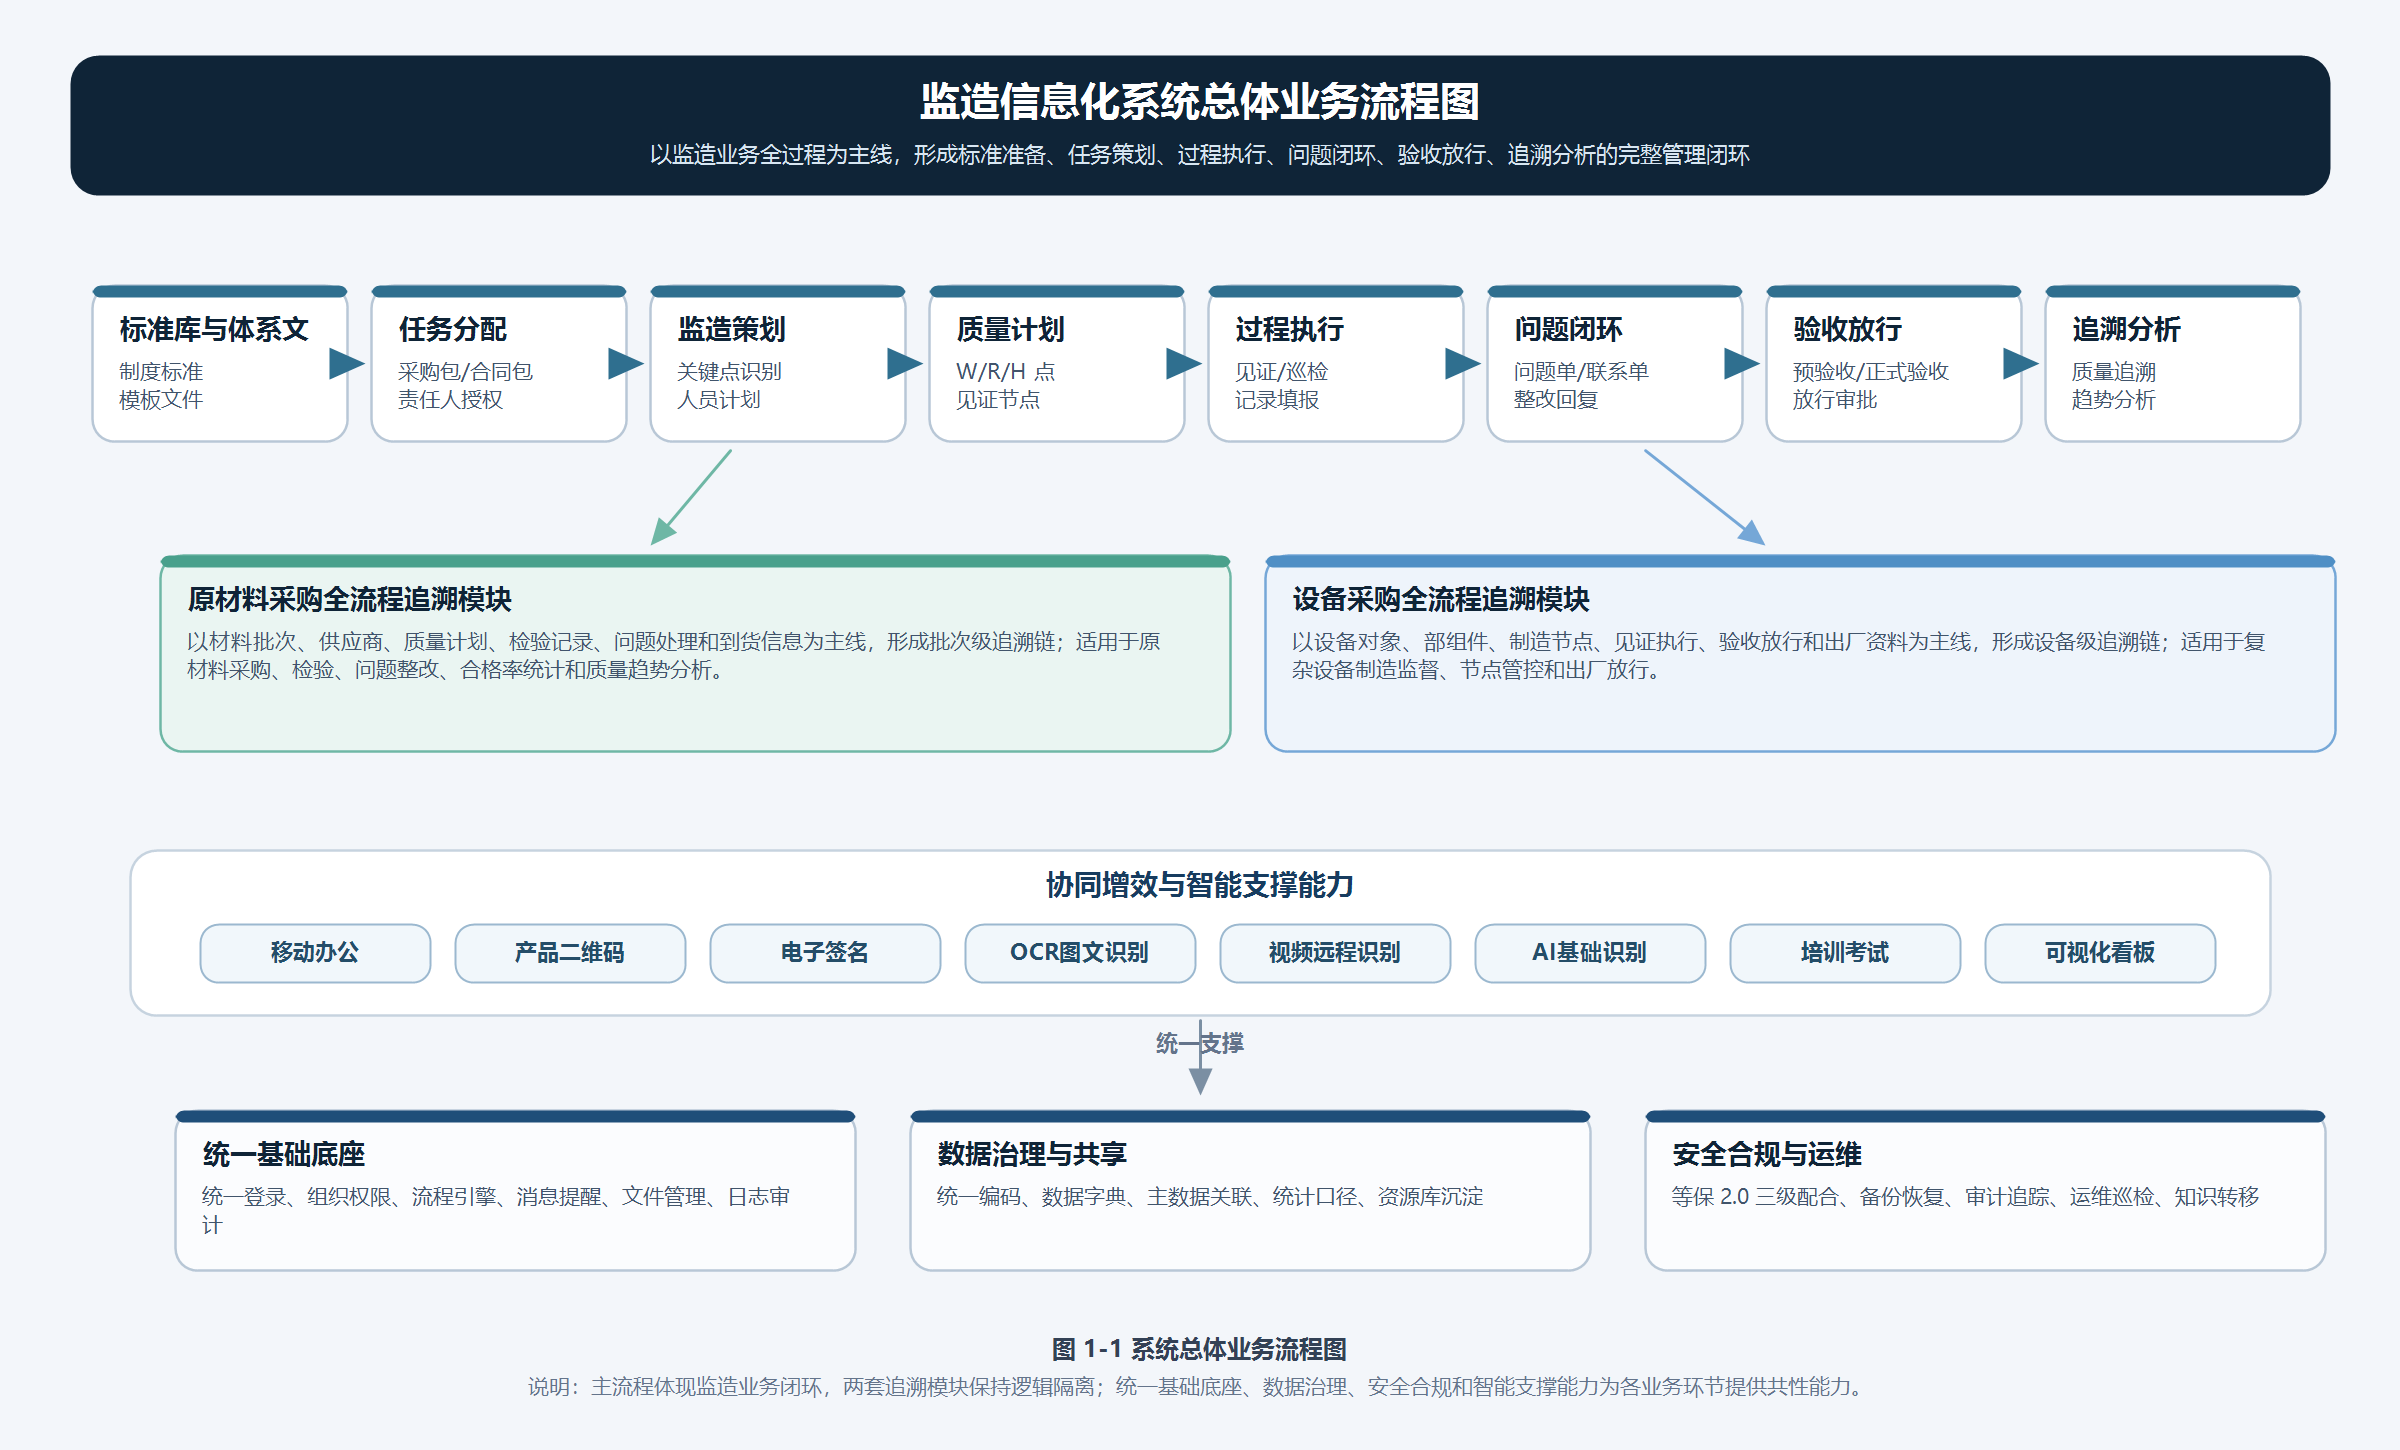 监造信息化系统总体业务流程图
以监造业务全过程为主线，形成标准准备、任务策划、过程执行、问题闭环、验收放行、追溯分析的完整管理闭环
标准库与体系文
制度标准
模板文件
任务分配
采购包/合同包
责任人授权
监造策划
关键点识别
人员计划
质量计划
W/R/H 点
见证节点
过程执行
见证/巡检
记录填报
问题闭环
问题单/联系单
整改回复
验收放行
预验收/正式验收
放行审批
追溯分析
质量追溯
趋势分析
原材料采购全流程追溯模块
以材料批次、供应商、质量计划、检验记录、问题处理和到货信息为主线，形成批次级追溯链；适用于原
材料采购、检验、问题整改、合格率统计和质量趋势分析。
设备采购全流程追溯模块
以设备对象、部组件、制造节点、见证执行、验收放行和出厂资料为主线，形成设备级追溯链；适用于复
杂设备制造监督、节点管控和出厂放行。
协同增效与智能支撑能力
移动办公
产品二维码
电子签名
OCR图文识别
视频远程识别
AI基础识别
培训考试
可视化看板
统一支撑
统一基础底座
统一登录、组织权限、流程引擎、消息提醒、文件管理、日志审
计
数据治理与共享
统一编码、数据字典、主数据关联、统计口径、资源库沉淀
安全合规与运维
等保 2.0 三级配合、备份恢复、审计追踪、运维巡检、知识转移
图 1-1 系统总体业务流程图
说明：主流程体现监造业务闭环，两套追溯模块保持逻辑隔离；统一基础底座、数据治理、安全合规和智能支撑能力为各业务环节提供共性能力。